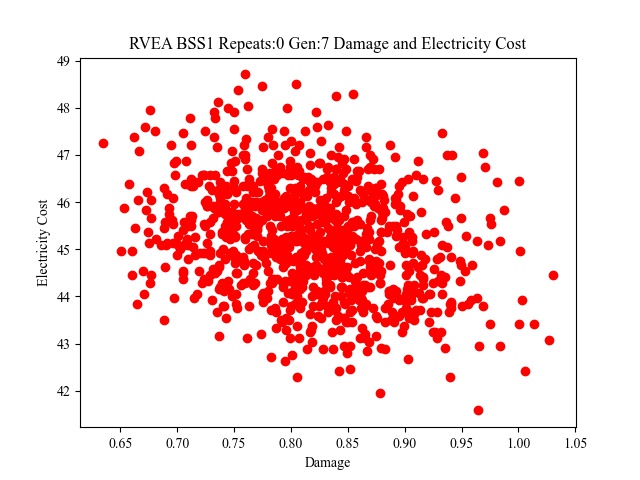 RVEA BSS1 Repeats:0 Gen:7 Damage and Electricity Cost
49
48
47
46
45
44
43
42
Electricity Cost
0.65 0.70 0.75 0.80 0.85 0.90 0.95 1.00 1.05
Damage